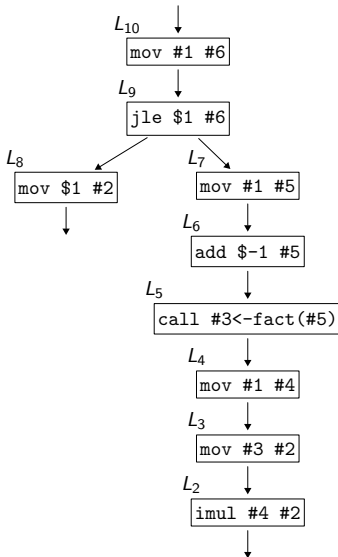 L10
mov #1 #6
L9
jle $1 #6
L8
mov $1 #2
L7
mov #1 #5
L6
add $-1 #5
L5
call #3<-fact(#5)
L4
mov #1 #4
L3
mov #3 #2
L2
imul #4 #2